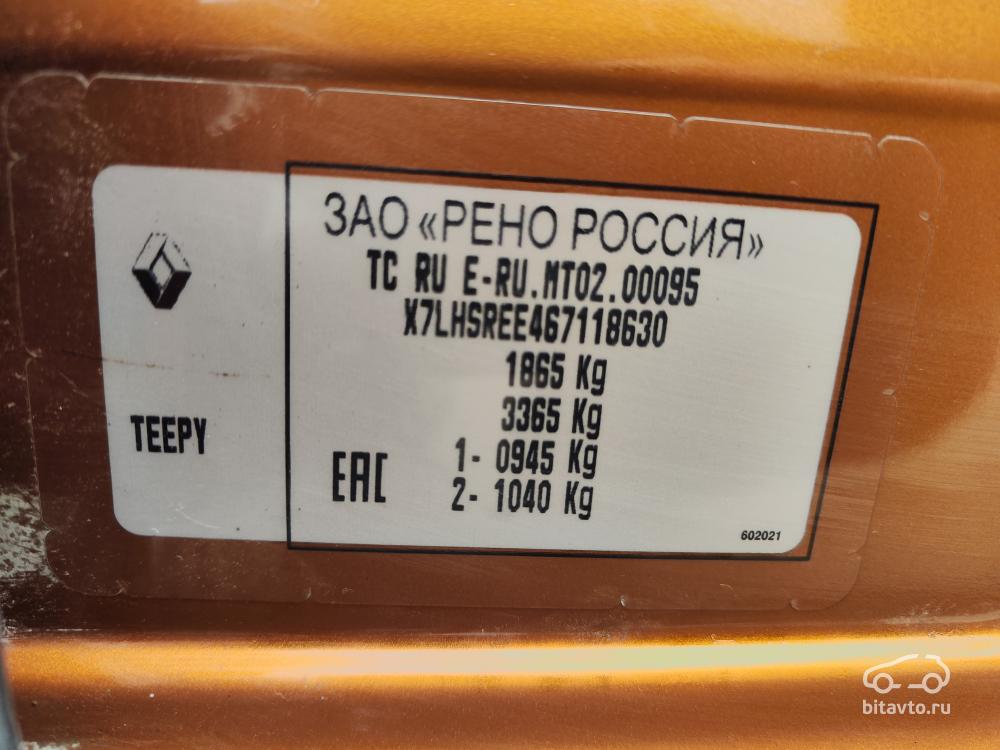 ЗАО «РЕНО РОССИЯ»
TC RU E-RU.MT02.00095
X7LHSREE467118630
1865 Kg
3365 Kg
1- 0945 Kg
2- 1040 Kg
TEEPY
EAC
602021
bitavto.ru